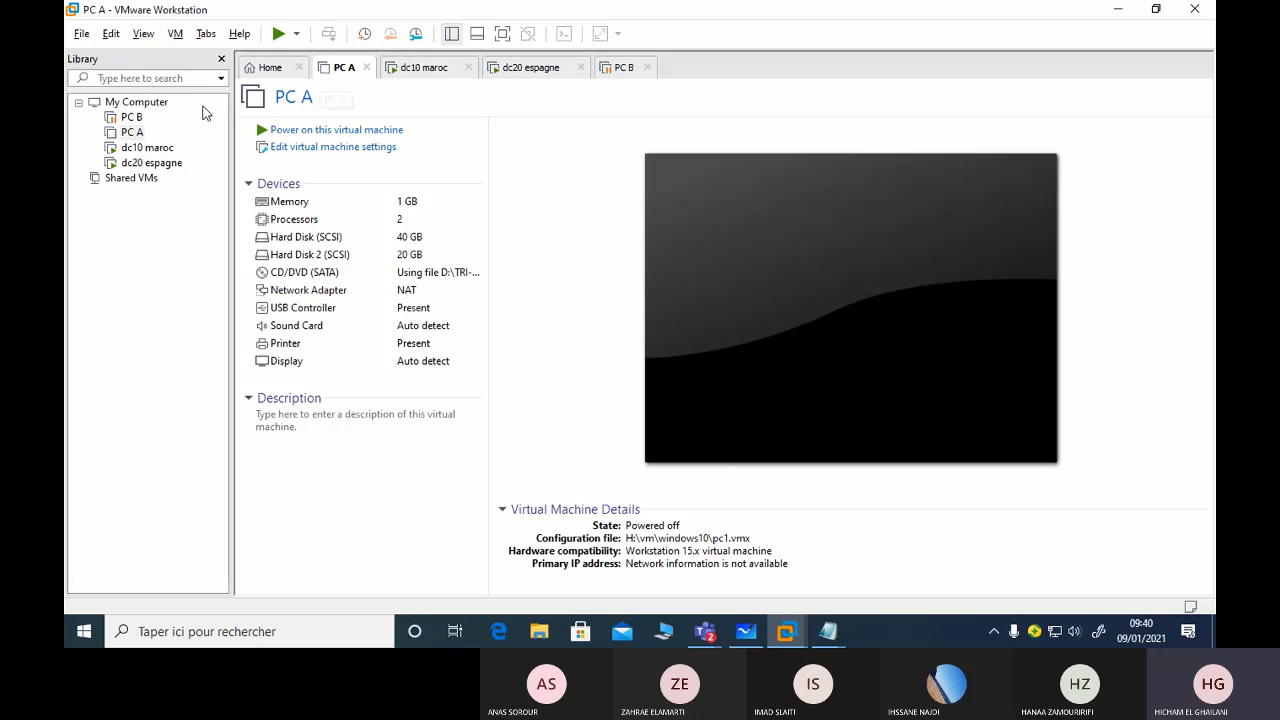 PC A - VMware Workstation
File Edit View VM Tabs Help
Library
Type here to search
My Computer
PC B
PC A
dc10 maroc
dc20 espagne
Shared VMs
Home PC A dc10 maroc dc20 espagne PC B
PC A
PC A
Power on this virtual machine
Edit virtual machine settings
Devices
Memory 1 GB
Processors 2
Hard Disk (SCSI) 40 GB
Hard Disk 2 (SCSI) 20 GB
CD/DVD (SATA) Using file D:\TRI-...
Network Adapter NAT
USB Controller Present
Sound Card Auto detect
Printer Present
Display Auto detect
Description
Type here to enter a description of this virtual
machine.
Virtual Machine Details
State: Powered off
Configuration file: H:\vm\windows10\pc1.vmx
Hardware compatibility: Workstation 15.x virtual machine
Primary IP address: Network information is not available
Taper ici pour rechercher
2
09:40
09/01/2021
AS ZE IS HZ HG
ANAS SOROUR ZAHRAE ELAMARTI IMAD SLAITI IHSSANE NAJDI HANAA ZAMOURIRIFI HICHAM EL GHAILANI